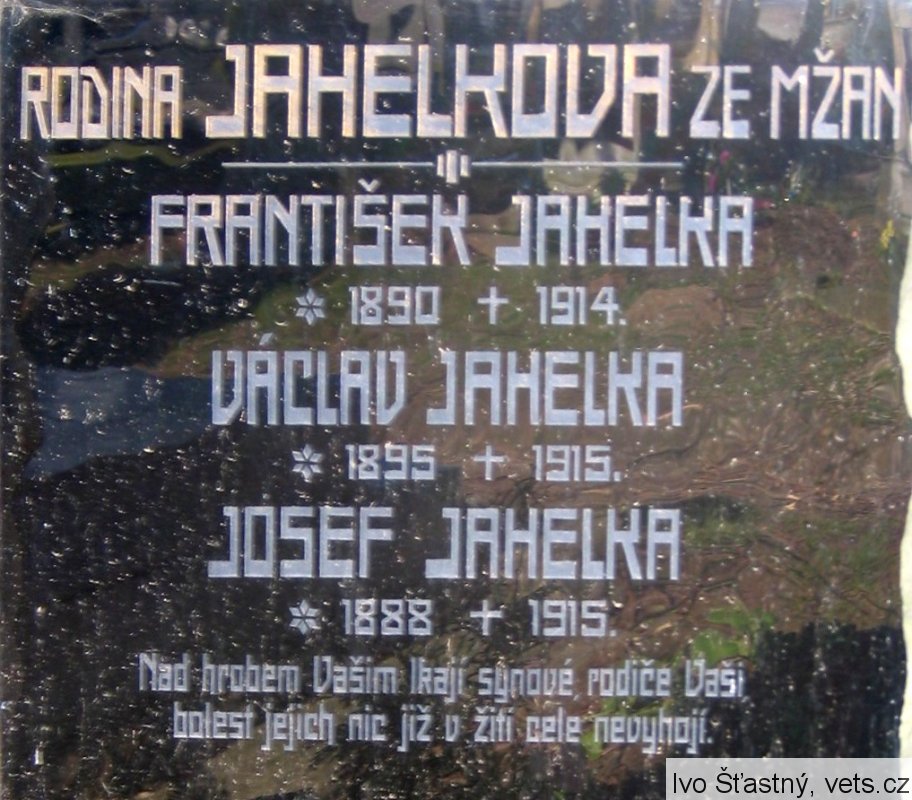 RODINA JAHELKOVA ZE MŽAN
FRANTIŠEK JAHELKA
* 1890 ✝ 1914.
VÁCLAV JAHELKA
* 1895 ✝ 1915.
JOSEF JAHELKA
* 1888 ✝ 1915.
Nad hrobem Vašim lkají synové, rodiče Vaši
bolest jejich nic již v žití cele nevyhojí.
Ivo Šťastný, vets.cz